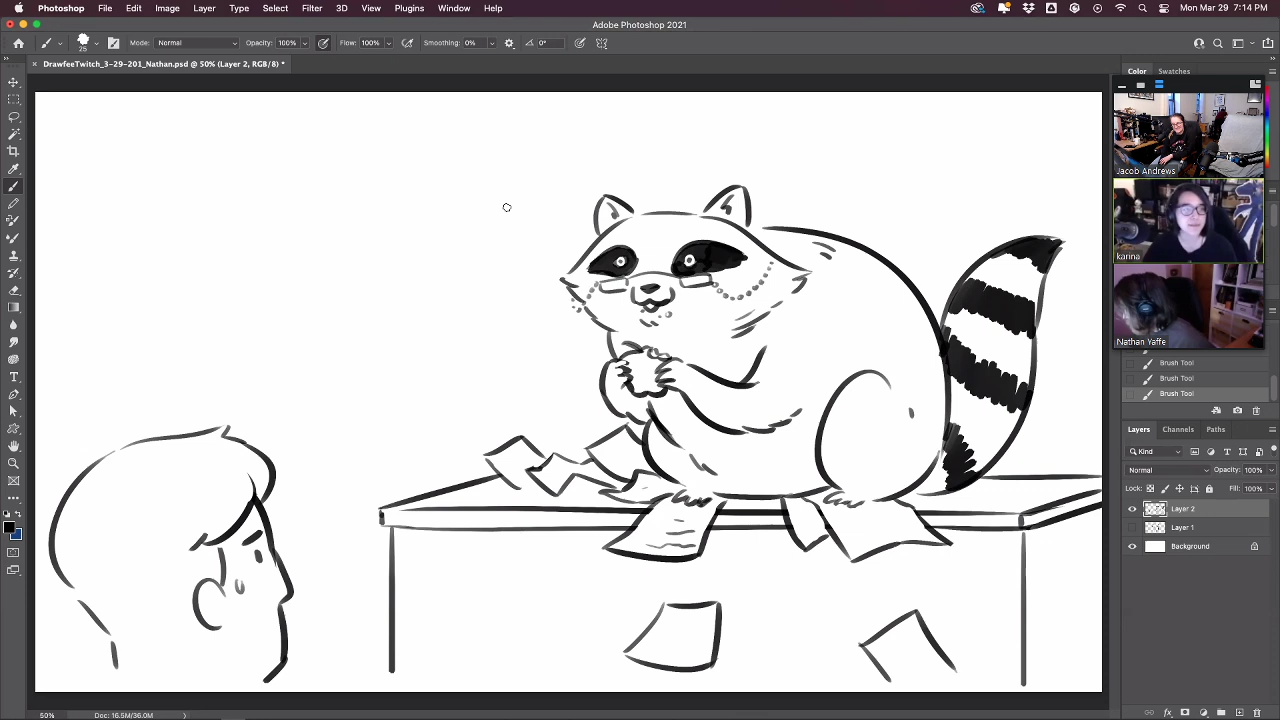 Photoshop File Edit Image Layer Type Select Filter 3D View Plugins Window Help Mon Mar 29 7:14 PM
Adobe Photoshop 2021
25 Mode: Normal Opacity: 100% Flow: 100% Smoothing: 0% 0°
DrawfeeTwitch_3-29-201_Nathan.psd @ 50% (Layer 2, RGB/8) *
Color Swatches
Jacob Andrews
karina
Nathan Yaffe
Brush Tool
Brush Tool
Brush Tool
Layers Channels Paths
Kind
Normal Opacity: 100%
Lock: Fill: 100%
Layer 2
Layer 1
Background
50% Doc: 16.5M/36.0M